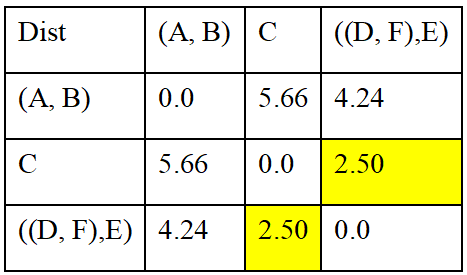 Dist (A, B) C ((D, F),E)
(A, B) 0.0 5.66 4.24
C 5.66 0.0 2.50
((D, F),E) 4.24 2.50 0.0